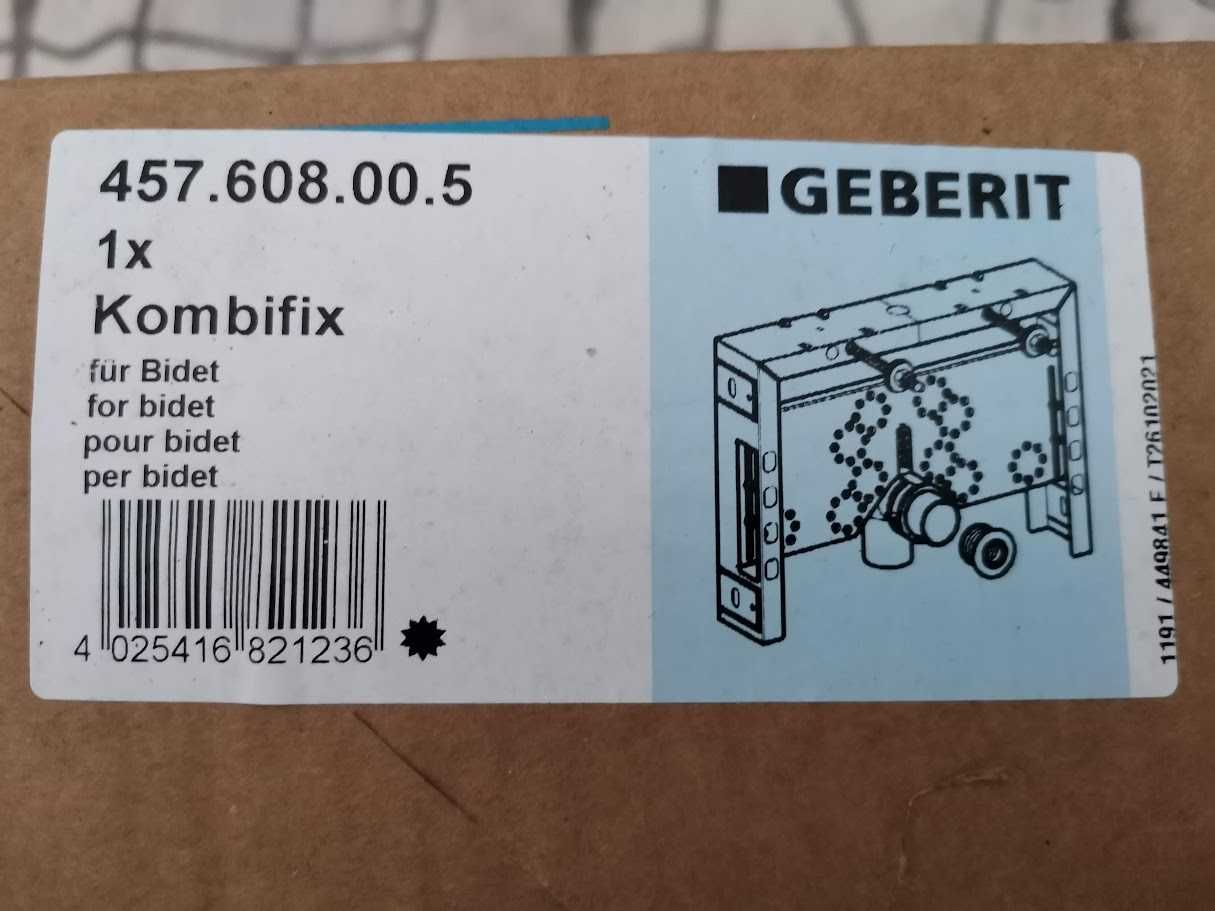 457.608.00.5
1x
Kombifix
für Bidet
for bidet
pour bidet
per bidet
4 025416 821236
GEBERIT
1191 / 449841 F / T26102021